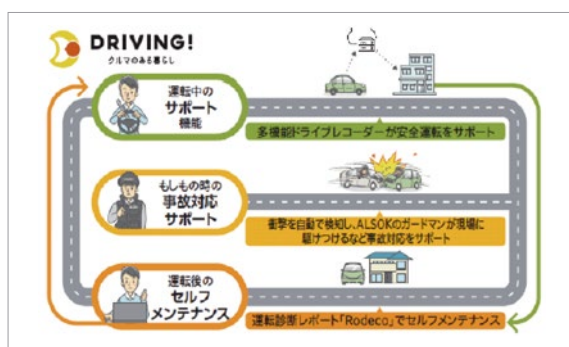 DRIVING!
クルマのある暮らし
運転中の
サポート
機能
多機能ドライブレコーダーが安全運転をサポート
もしもの時の
事故対応
サポート
衝撃を自動で検知し、ALSOKのガードマンが現場に
駆けつけるなど事故対応をサポート
運転後の
セルフ
メンテナンス
運転診断レポート「Rodeco」でセルフメンテナンス